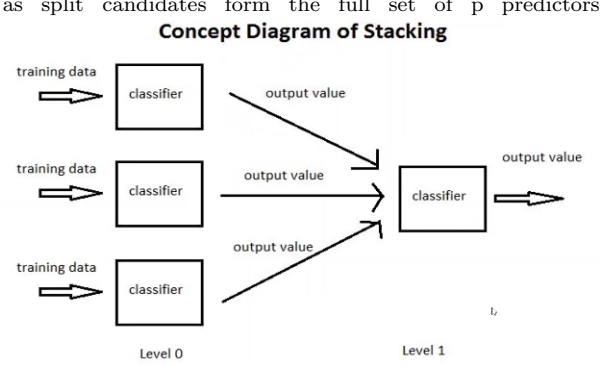 as split candidates form the full set of p predictors
Concept Diagram of Stacking
training data
classifier
output value
training data
classifier
output value
classifier
output value
training data
classifier
output value
Level 0
Level 1